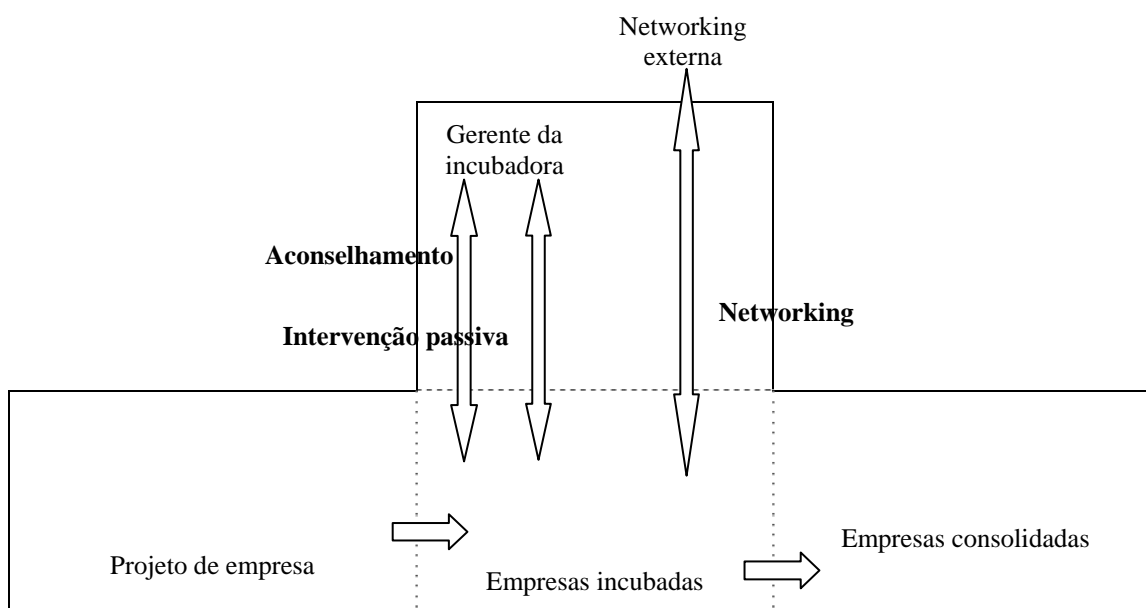 Networking
externa
Gerente da
incubadora
Aconselhamento
Networking
Intervenção passiva
Empresas consolidadas
Projeto de empresa
Empresas incubadas